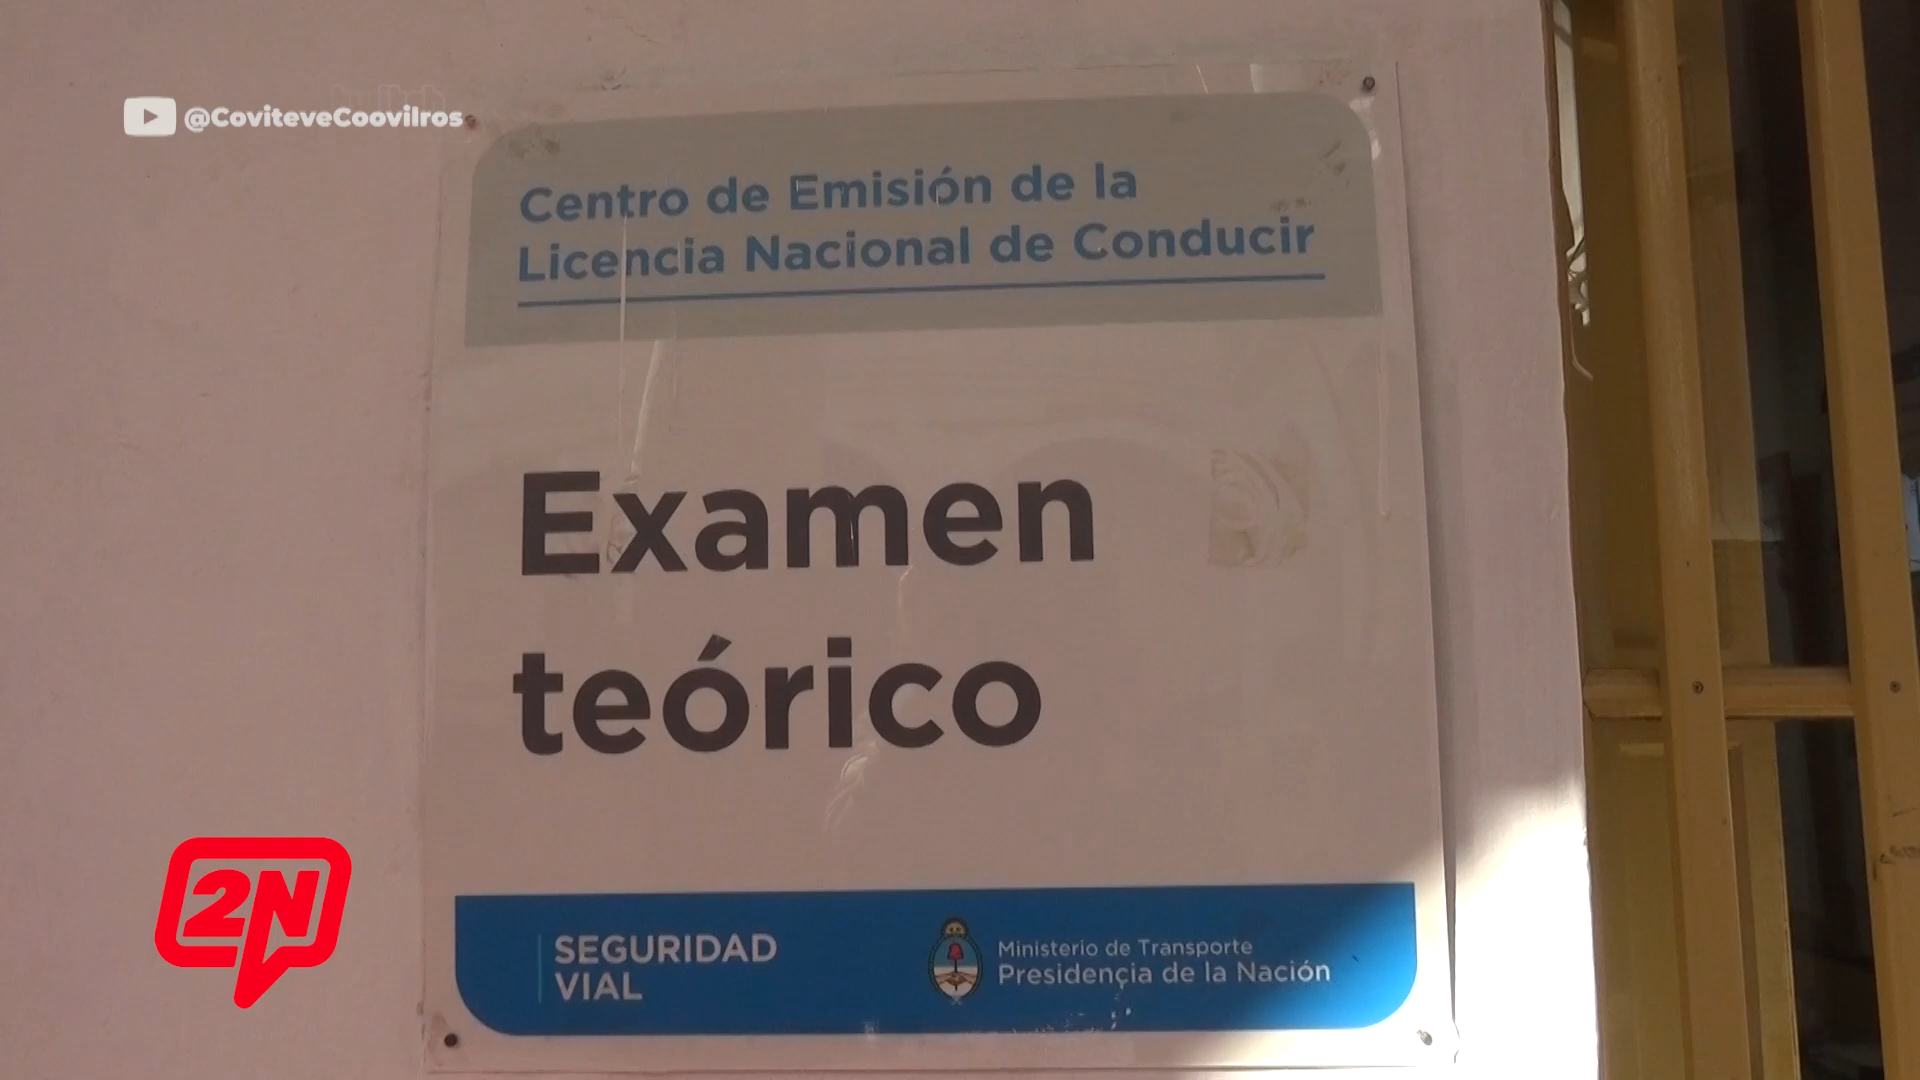 @CoviteveCoovilros
Centro de Emisión de la
Licencia Nacional de Conducir
Examen
teórico
2N
SEGURIDAD
VIAL
Ministerio de Transporte
Presidencia de la Nación